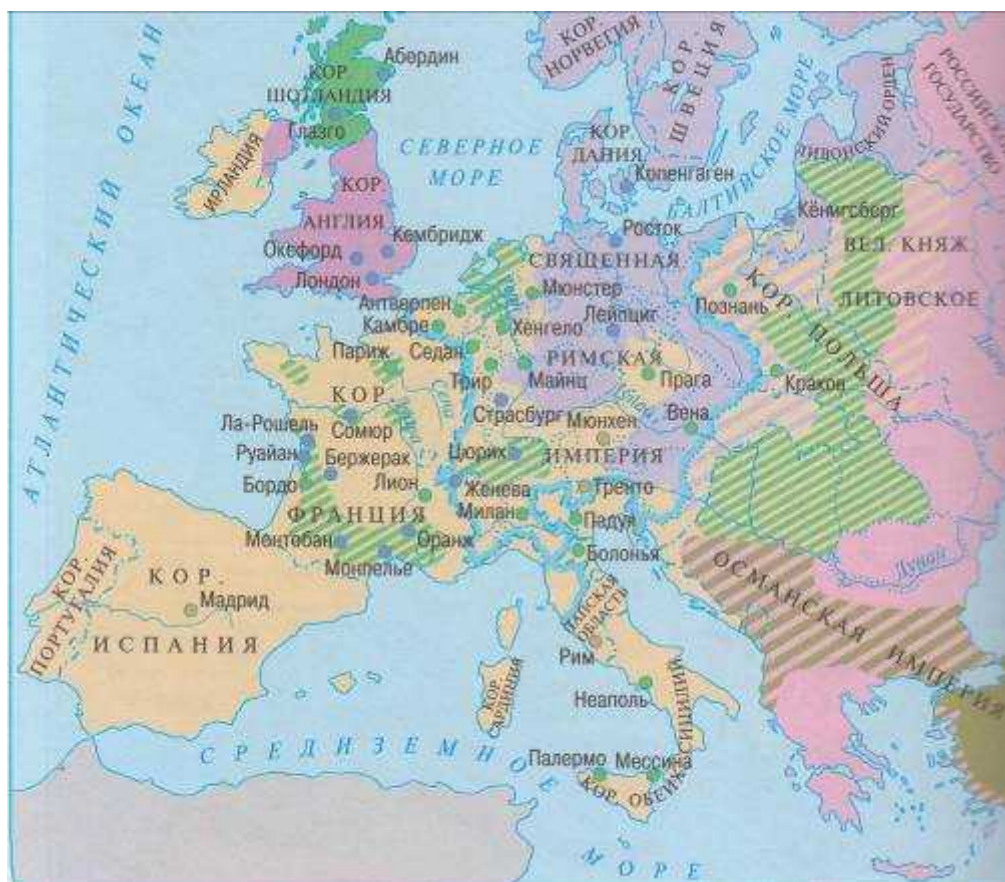 АТЛАНТИЧЕСКИЙ ОКЕАН
КОР.
НОРВЕГИЯ
КОР.
ШВЕЦИЯ
РОССИЙСКОЕ
ГОСУДАРСТВО
Абердин
КОР.
ШОТЛАНДИЯ
Глазго
ИРЛАНДИЯ
СЕВЕРНОЕ
МОРЕ
КОР.
ДАНИЯ
Копенгаген
БАЛТИЙСКОЕ МОРЕ
ЛИВОНСКИЙ ОРДЕН
КОР.
АНГЛИЯ
Оксфорд
Кембридж
Лондон
Росток
Кёнигсберг
СВЯЩЕННАЯ
РИМСКАЯ
ИМПЕРИЯ
ВЕЛ. КНЯЖ.
ЛИТОВСКОЕ
Антверпен
Камбре
Мюнстер
Хенгело
Лейпциг
Познань
КОР. ПОЛЬША
Париж
Седан
Трир
Майнц
Прага
Краков
КОР.
ФРАНЦИЯ
Страсбург
Мюнхен
Вена
Ла-Рошель
Сомюр
Руайан
Бержерак
Цюрих
Бордо
Лион
Женева
Тренто
Милан
Падуя
Монтобан
Оранж
Болонья
Монпелье
Дунай
КОР.
ПОРТУГАЛИЯ
КОР.
ИСПАНИЯ
Мадрид
ПАПСКАЯ
ОБЛАСТЬ
ОСМАНСКАЯ
ИМПЕРИЯ
Рим
КОР.
САРДИНИЯ
Неаполь
Палермо
Мессина
КОР. ОБЕИХ СИЦИЛИЙ
СРЕДИЗЕМНОЕ
МОРЕ